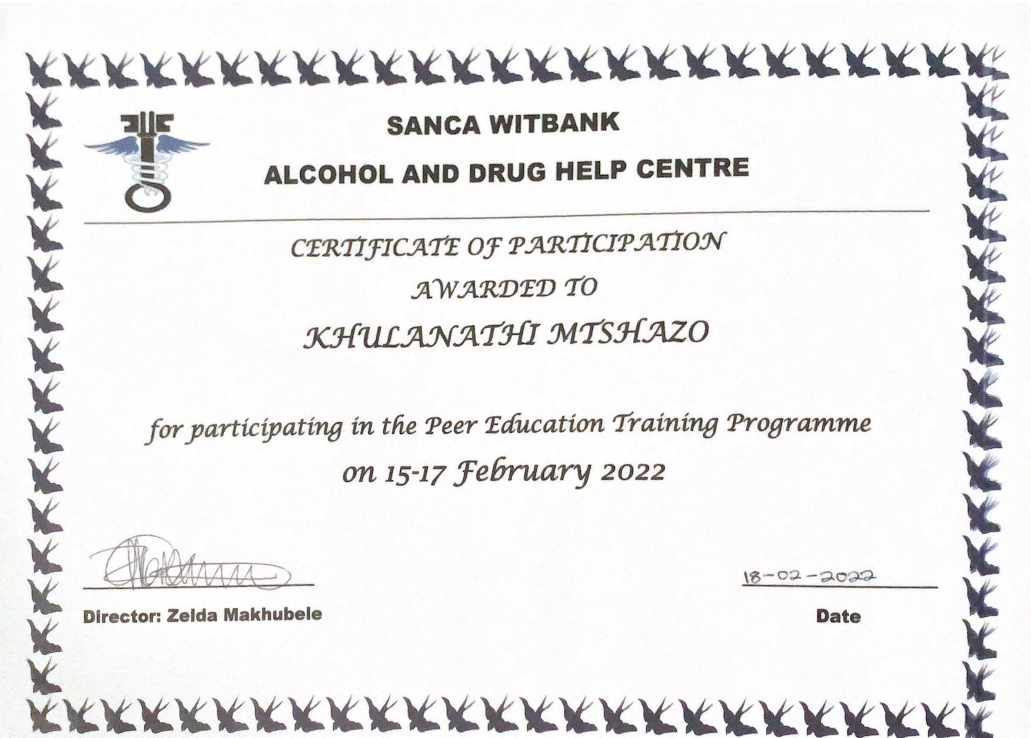 SANCA WITBANK
ALCOHOL AND DRUG HELP CENTRE
CERTIFICATE OF PARTICIPATION
AWARDED TO
KHULANATHI MTSHAZO
for participating in the Peer Education Training Programme
on 15-17 February 2022
18-02-2022
Director: Zelda Makhubele
Date